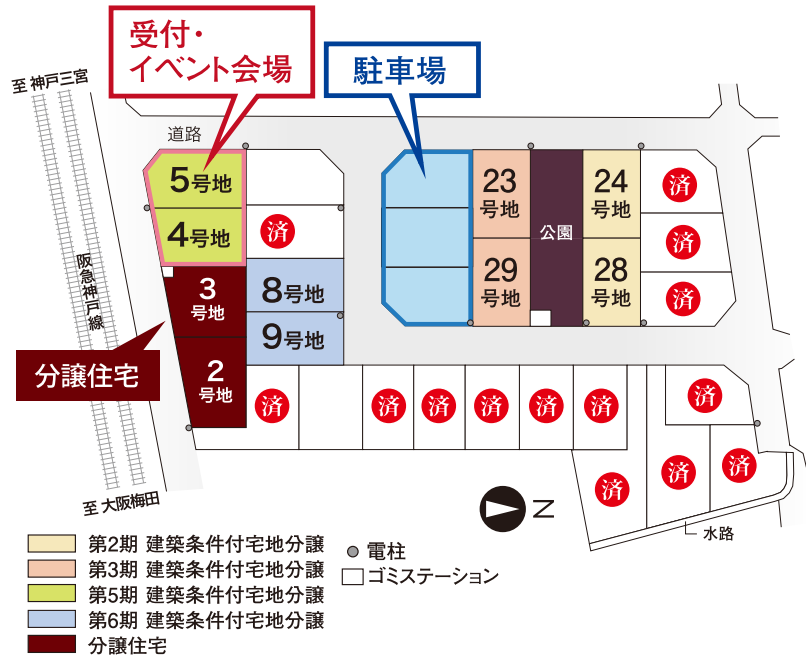 受付・
イベント会場
駐車場
至 神戸三宮
道路
5号地
4号地
済
3
号地
2
号地
8号地
9号地
23
号地
29
号地
公園
24
号地
28
号地
済
済
済
阪急神戸線
分譲住宅
済
済
済
済
済
済
済
済
済
済
至 大阪梅田
N
水路
第2期 建築条件付宅地分譲
第3期 建築条件付宅地分譲
第5期 建築条件付宅地分譲
第6期 建築条件付宅地分譲
分譲住宅
電柱
ゴミステーション